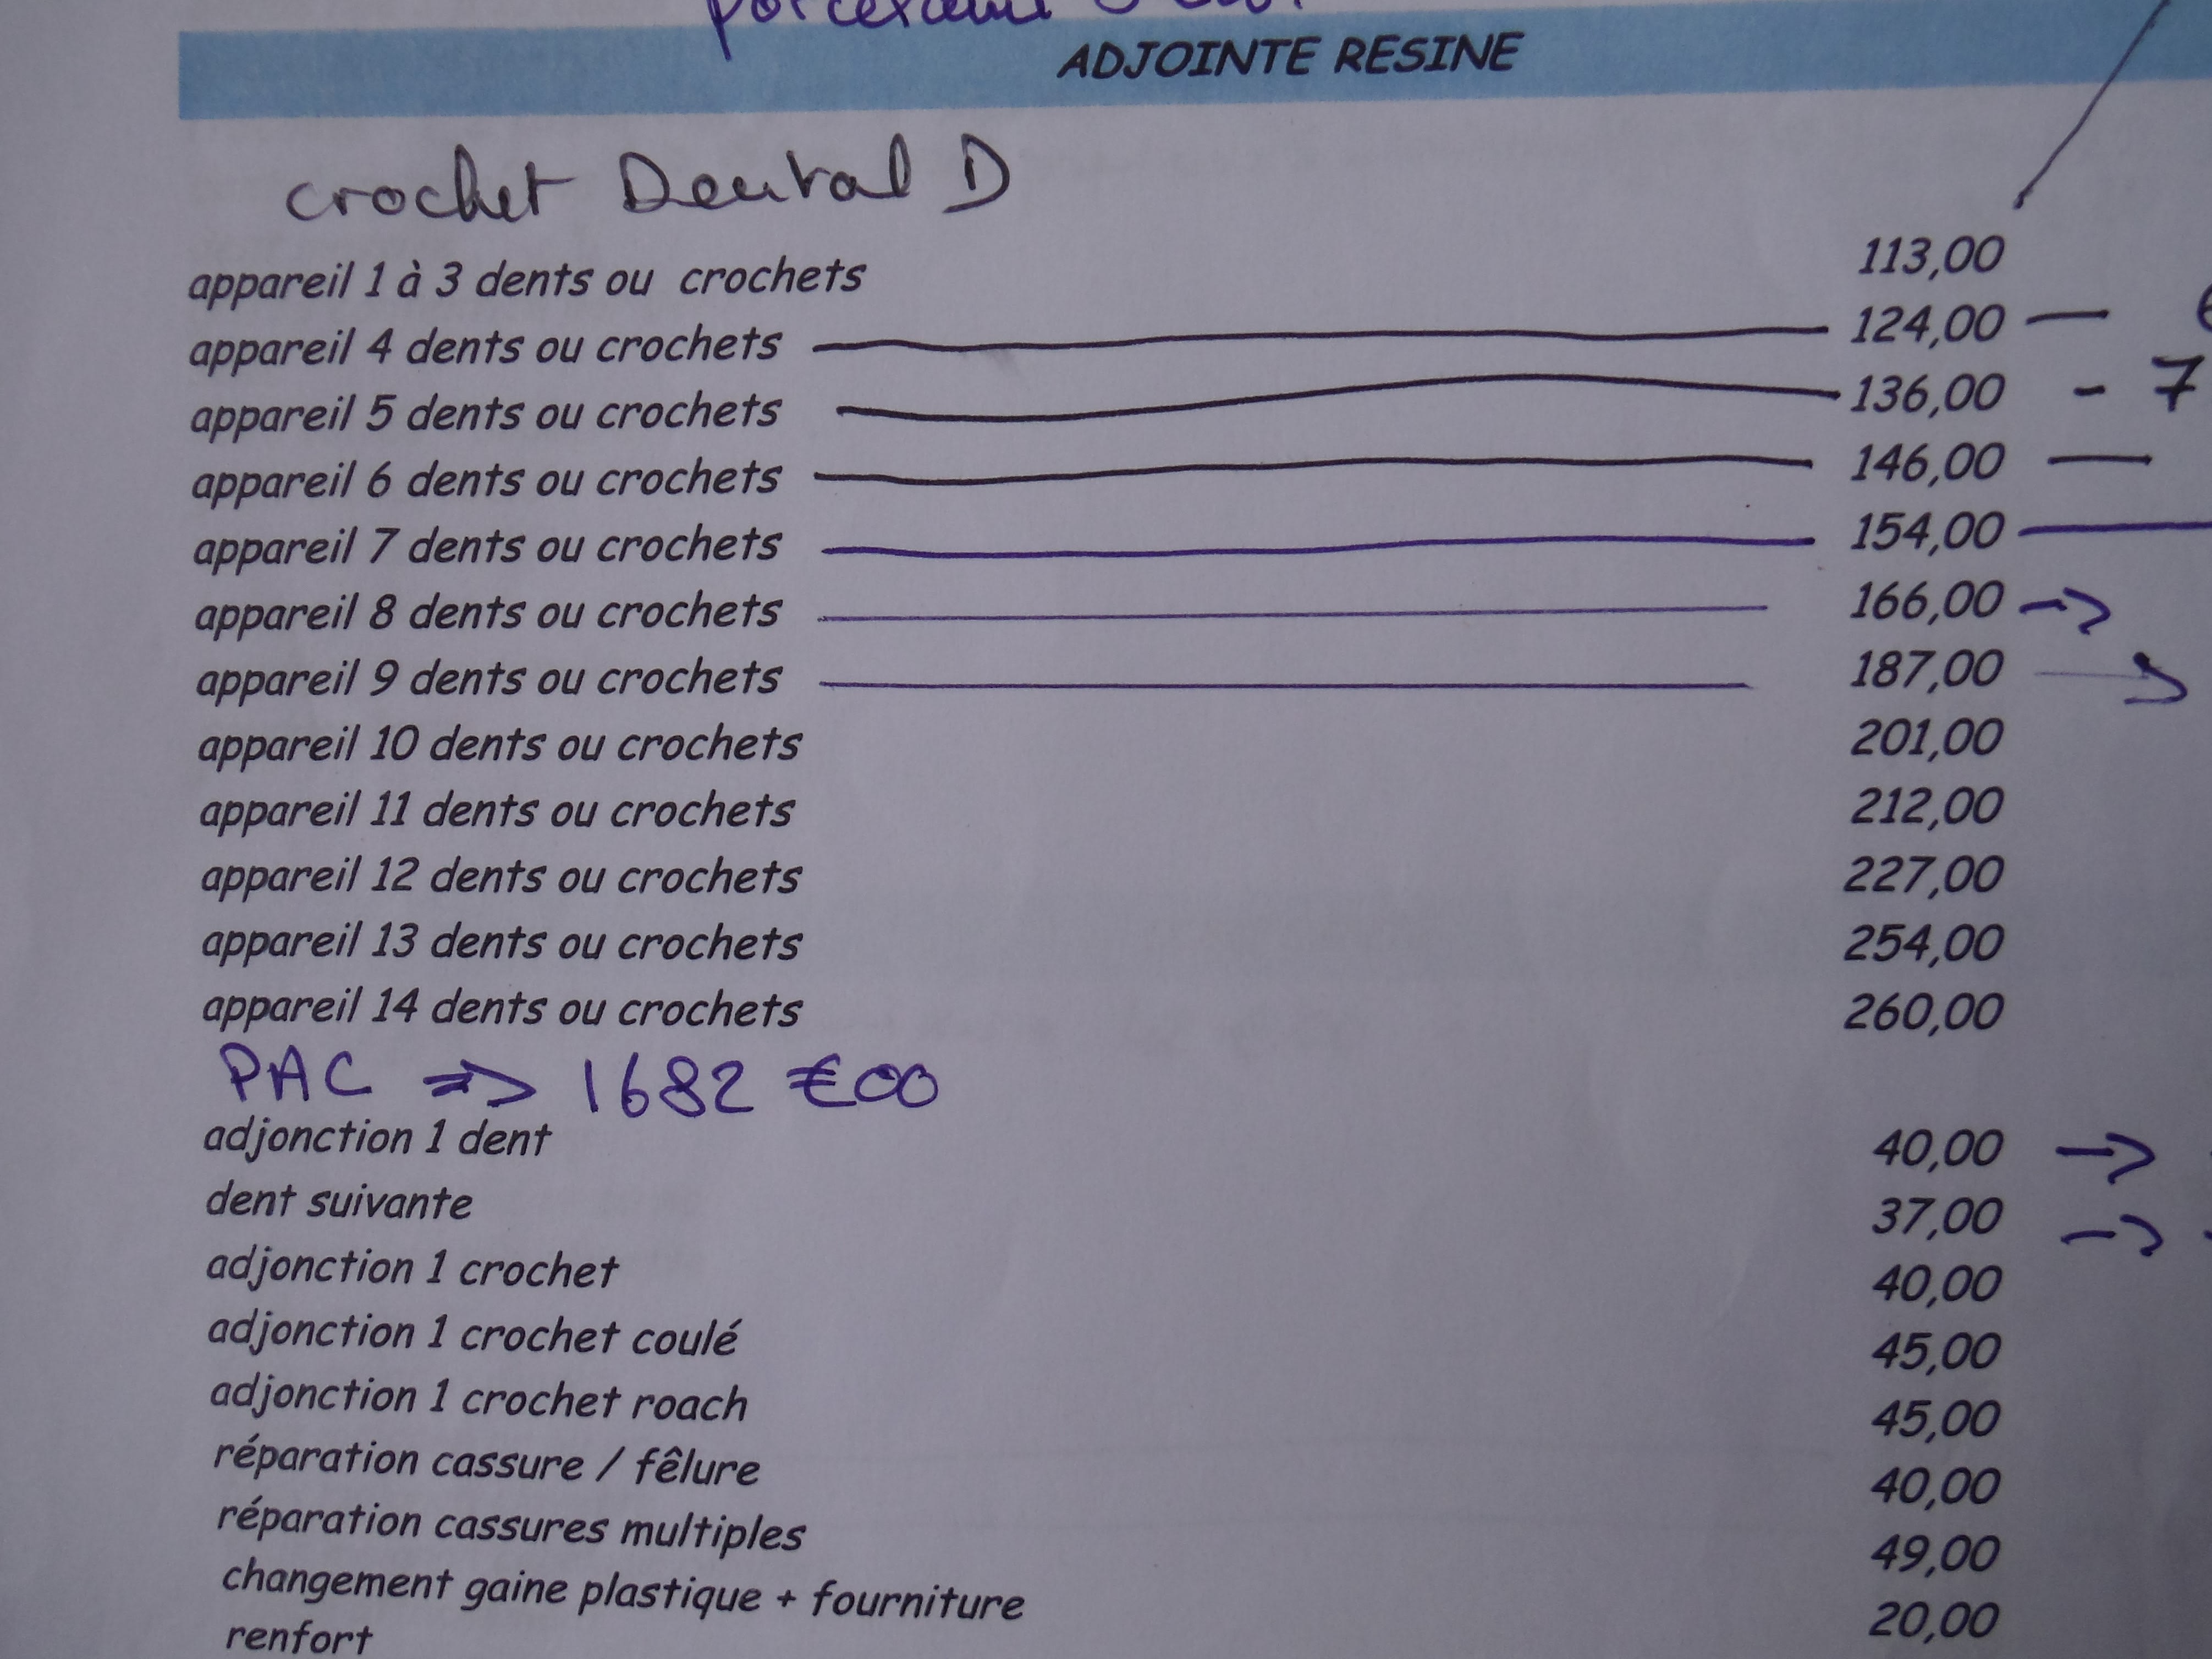 ADJOINTE RESINE
crochet Dental D
appareil 1 à 3 dents ou crochets 113,00
appareil 4 dents ou crochets 124,00
appareil 5 dents ou crochets 136,00 - 7
appareil 6 dents ou crochets 146,00
appareil 7 dents ou crochets 154,00
appareil 8 dents ou crochets 166,00 ->
appareil 9 dents ou crochets 187,00 ->
appareil 10 dents ou crochets 201,00
appareil 11 dents ou crochets 212,00
appareil 12 dents ou crochets 227,00
appareil 13 dents ou crochets 254,00
appareil 14 dents ou crochets 260,00
PAC => 1682 €00
adjonction 1 dent 40,00 ->
dent suivante 37,00 ->
adjonction 1 crochet 40,00
adjonction 1 crochet coulé 45,00
adjonction 1 crochet roach 45,00
réparation cassure / fêlure 40,00
réparation cassures multiples 49,00
changement gaine plastique + fourniture 20,00
renfort